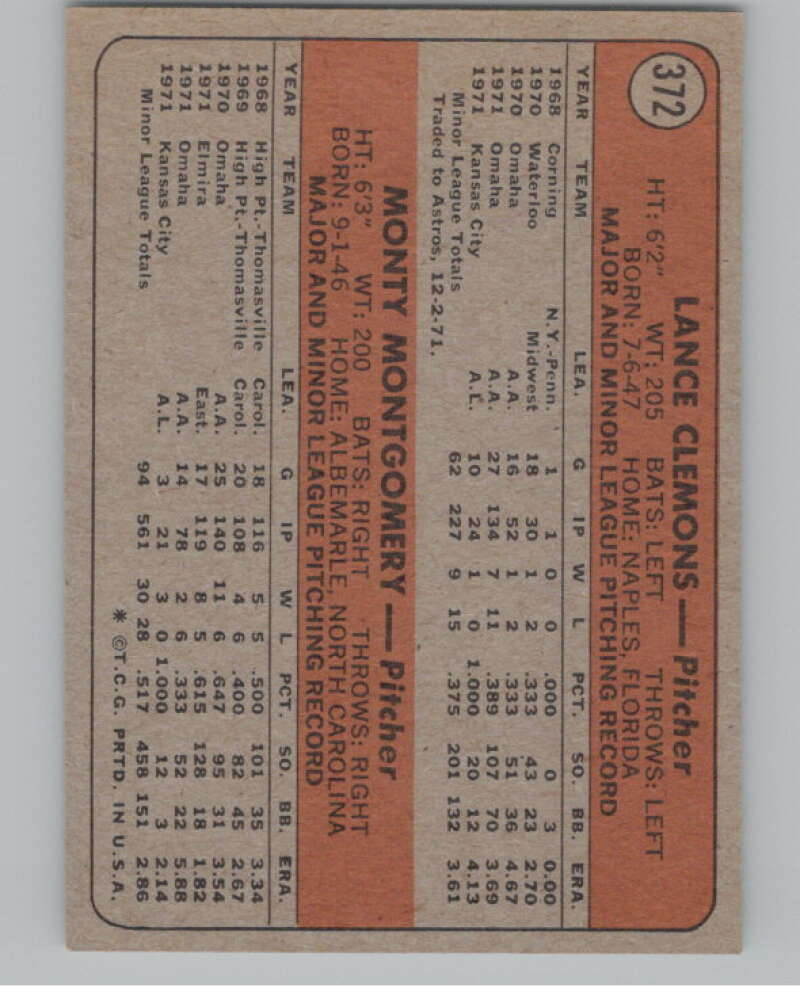 372
LANCE CLEMONS—Pitcher
HT: 6'2" WT: 205 BATS: LEFT THROWS: LEFT
BORN: 7-6-47 HOME: NAPLES, FLORIDA
MAJOR AND MINOR LEAGUE PITCHING RECORD
YEAR TEAM LEA. G IP W L PCT. SO. BB. ERA.
1968 Corning N.Y.-Penn. 1 1 0 0 .000 0 3 0.00
1970 Waterloo Midwest 18 30 1 2 .333 43 23 2.70
1970 Omaha A.A. 16 52 1 2 .333 51 36 4.67
1971 Omaha A.A. 27 134 7 11 .389 107 70 3.69
1971 Kansas City A.L. 10 24 1 0 1.000 20 12 4.13
Minor League Totals 62 227 9 15 .375 201 132 3.61
Traded to Astros, 12-2-71.
MONTY MONTGOMERY—Pitcher
HT: 6'3" WT: 200 BATS: RIGHT THROWS: RIGHT
BORN: 9-1-46 HOME: ALBEMARLE, NORTH CAROLINA
MAJOR AND MINOR LEAGUE PITCHING RECORD
YEAR TEAM LEA. G IP W L PCT. SO. BB. ERA.
1968 High Pt.-Thomasville Carol. 18 116 5 5 .500 101 35 3.34
1969 High Pt.-Thomasville Carol. 20 108 4 6 .400 82 45 2.67
1970 Omaha A.A. 25 140 11 6 .647 95 31 3.54
1971 Elmira East. 17 119 8 5 .615 128 18 1.82
1971 Omaha A.A. 14 78 2 6 .333 52 22 5.88
1971 Kansas City A.L. 3 21 3 0 1.000 12 3 2.14
Minor League Totals 94 561 30 28 .517 458 151 2.86
* ©T.C.G. PRTD. IN U.S.A.